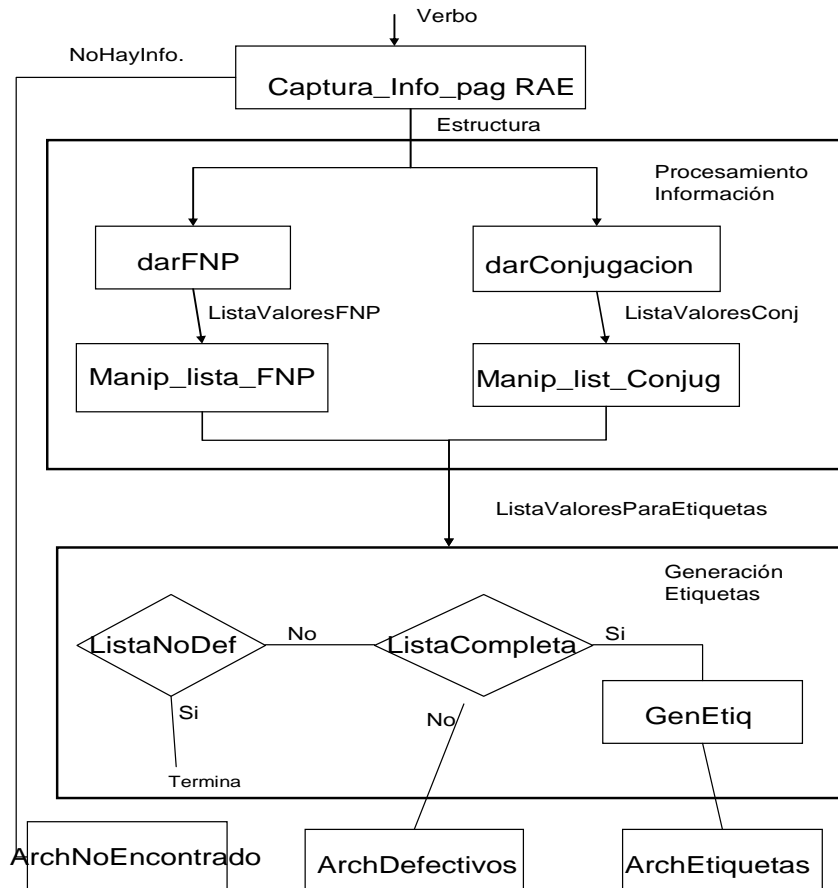 Verbo
NoHayInfo.
Captura_Info_pag RAE
Estructura
Procesamiento
Información
darFNP
darConjugacion
ListaValoresFNP
ListaValoresConj
Manip_lista_FNP
Manip_list_Conjug
ListaValoresParaEtiquetas
Generación
Etiquetas
ListaNoDef
No
ListaCompleta
Si
Si
No
GenEtiq
Termina
ArchNoEncontrado
ArchDefectivos
ArchEtiquetas